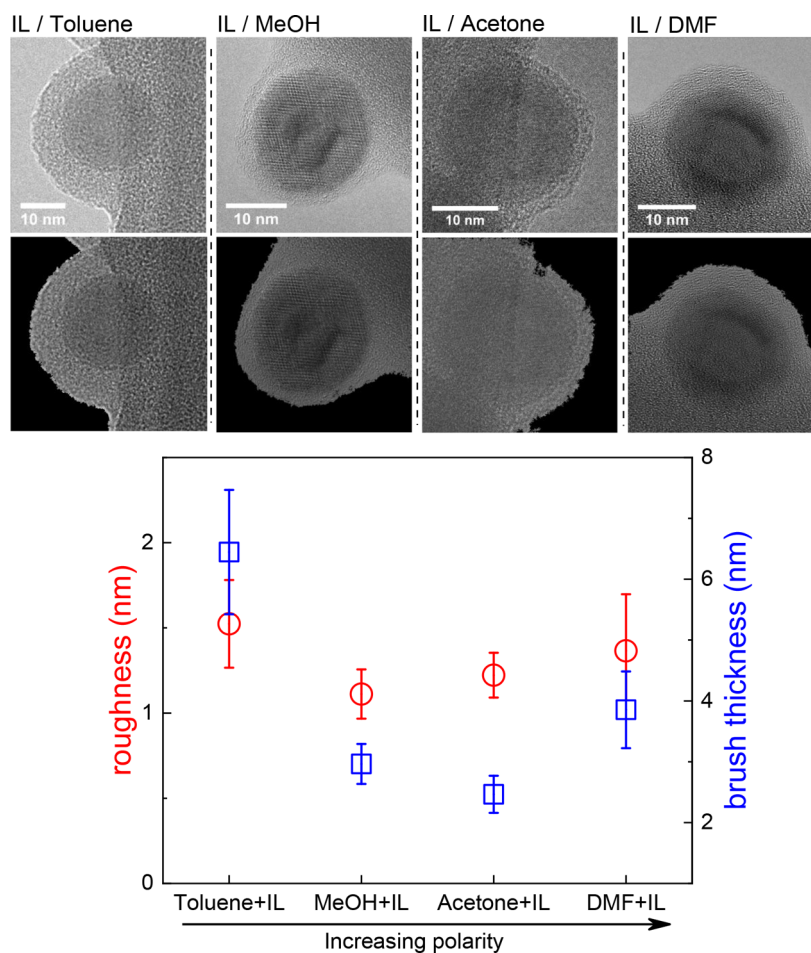 IL / Toluene
IL / MeOH
IL / Acetone
IL / DMF
10 nm
10 nm
10 nm
10 nm
roughness (nm)
2
1
0
brush thickness (nm)
8
6
4
2
Toluene+IL
MeOH+IL
Acetone+IL
DMF+IL
Increasing polarity